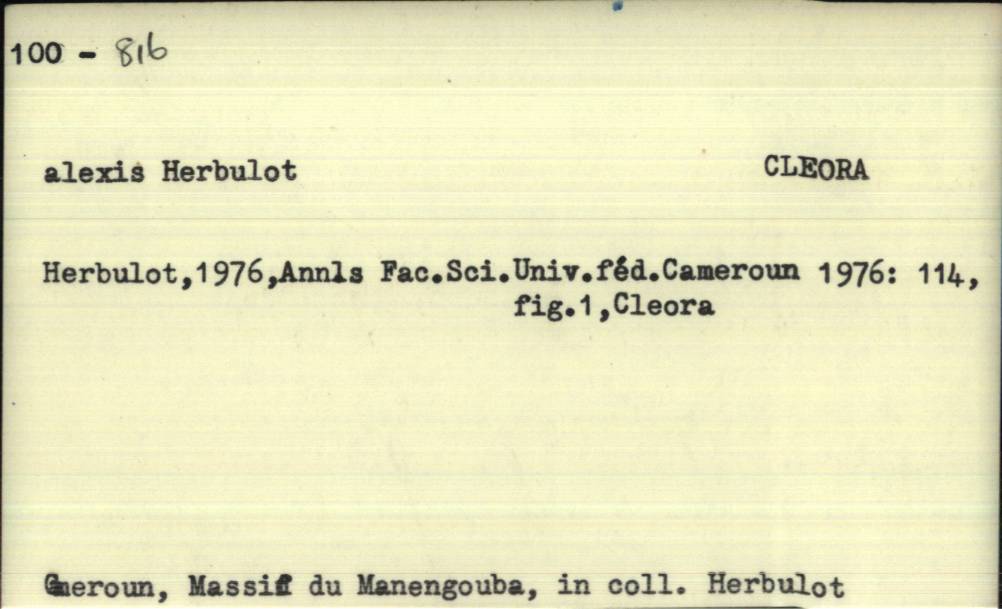 100 - 816
alexis Herbulot CLEORA
Herbulot,1976,Annls Fac.Sci.Univ.féd.Cameroun 1976: 114,
fig.1,Cleora
Cameroun, Massif du Manengouba, in coll. Herbulot